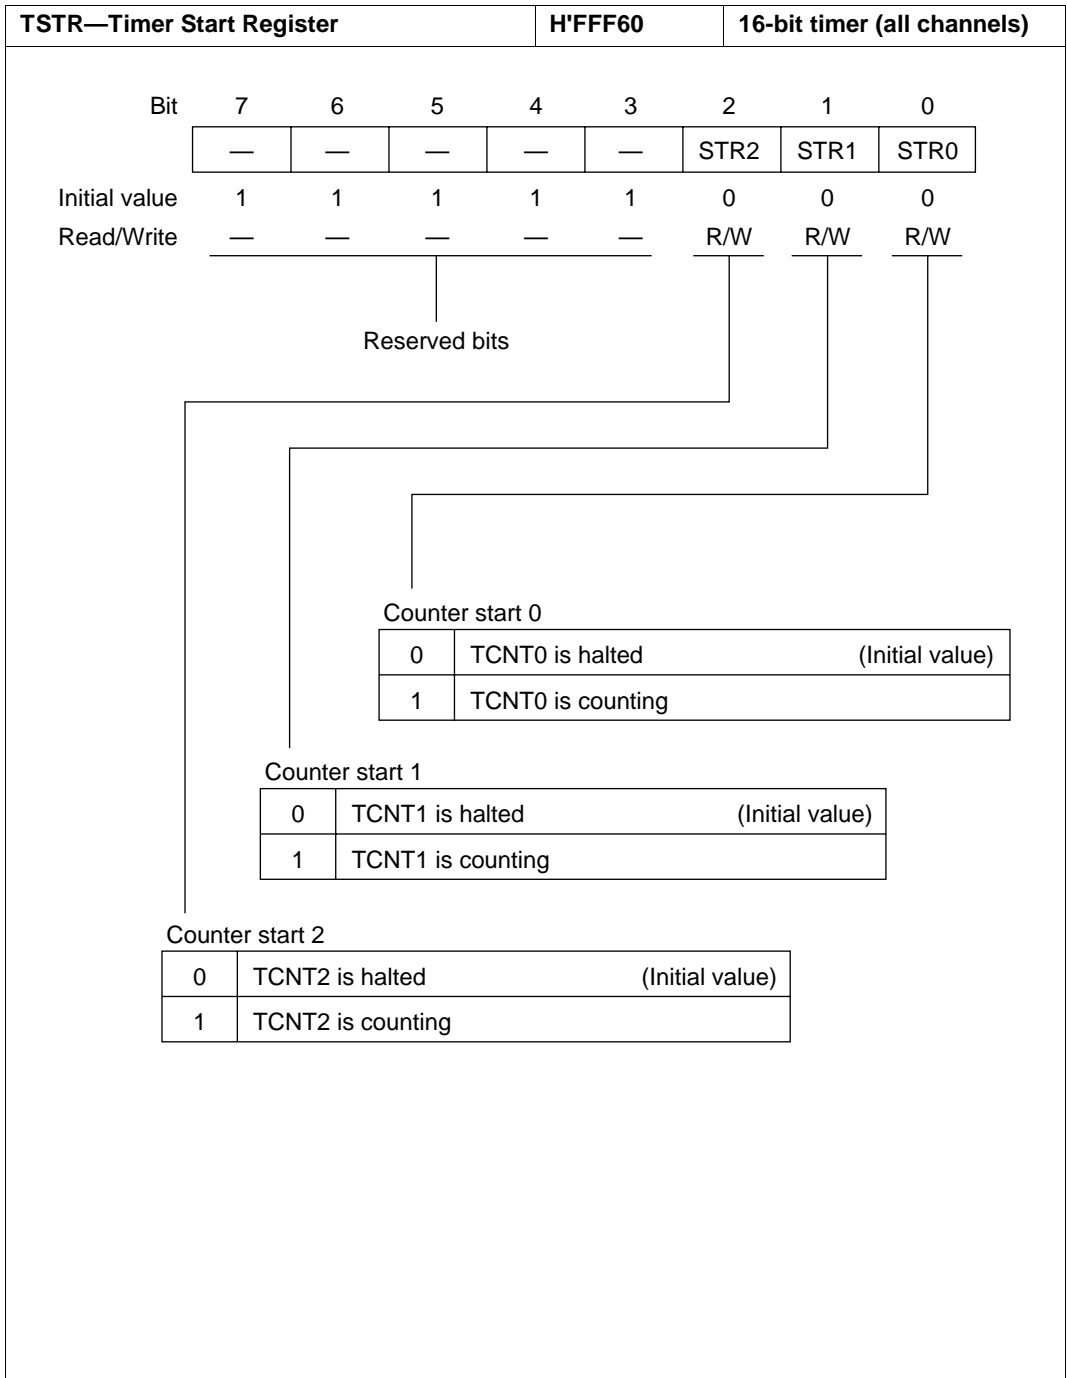 TSTR—Timer Start Register H'FFF60 16-bit timer (all channels)
Bit 7 6 5 4 3 2 1 0
— — — — — STR2 STR1 STR0
Initial value 1 1 1 1 1 0 0 0
Read/Write — — — — — R/W R/W R/W
Reserved bits
Counter start 0
0 TCNT0 is halted (Initial value)
1 TCNT0 is counting
Counter start 1
0 TCNT1 is halted (Initial value)
1 TCNT1 is counting
Counter start 2
0 TCNT2 is halted (Initial value)
1 TCNT2 is counting